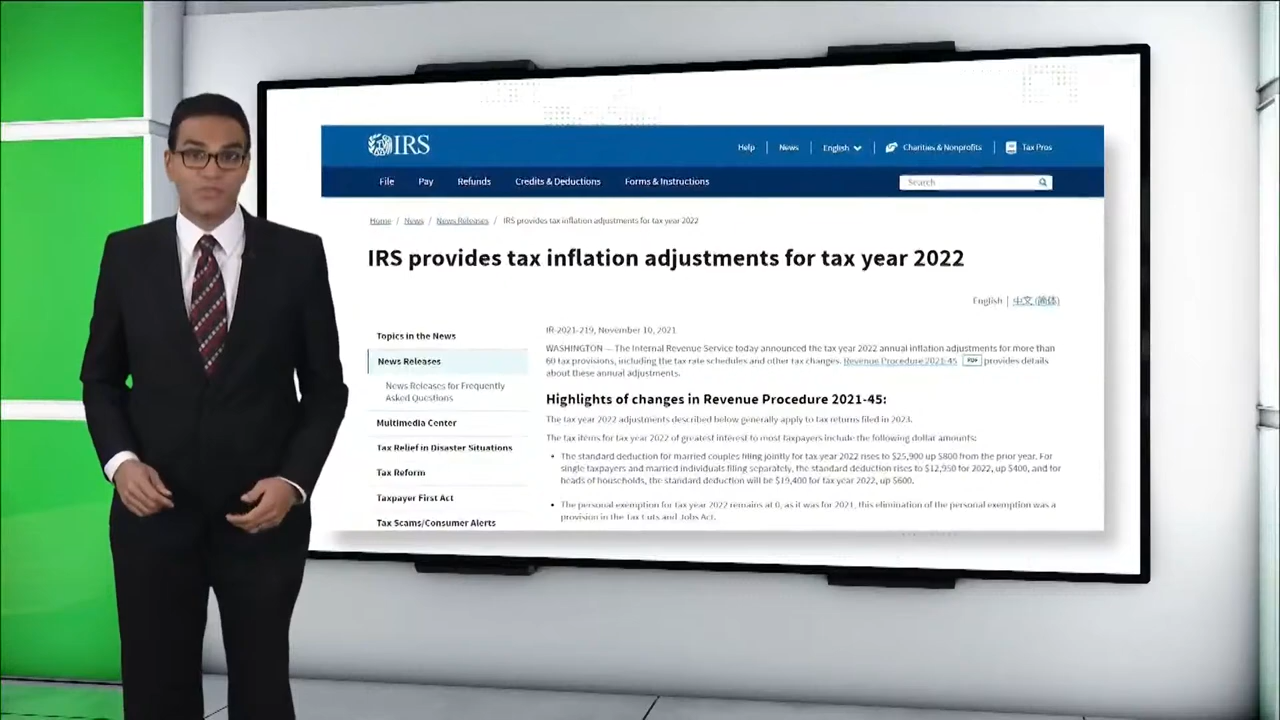 IRS
Help
News
English
Charities & Nonprofits
Tax Pros
File
Pay
Refunds
Credits & Deductions
Forms & Instructions
Search
Home / News / News Releases / IRS provides tax inflation adjustments for tax year 2022
IRS provides tax inflation adjustments for tax year 2022
English | 中文 (简体)
Topics in the News
News Releases
News Releases for Frequently
Asked Questions
Multimedia Center
Tax Relief in Disaster Situations
Tax Reform
Taxpayer First Act
Tax Scams/Consumer Alerts
IR-2021-219, November 10, 2021
WASHINGTON — The Internal Revenue Service today announced the tax year 2022 annual inflation adjustments for more than
60 tax provisions, including the tax rate schedules and other tax changes. Revenue Procedure 2021-45 PDF provides details
about these annual adjustments.
Highlights of changes in Revenue Procedure 2021-45:
The tax year 2022 adjustments described below generally apply to tax returns filed in 2023.
The tax items for tax year 2022 of greatest interest to most taxpayers include the following dollar amounts:
• The standard deduction for married couples filing jointly for tax year 2022 rises to $25,900 up $800 from the prior year. For
single taxpayers and married individuals filing separately, the standard deduction rises to $12,950 for 2022, up $400, and for
heads of households, the standard deduction will be $19,400 for tax year 2022, up $600.
• The personal exemption for tax year 2022 remains at 0, as it was for 2021, this elimination of the personal exemption was a
provision in the Tax Cuts and Jobs Act.